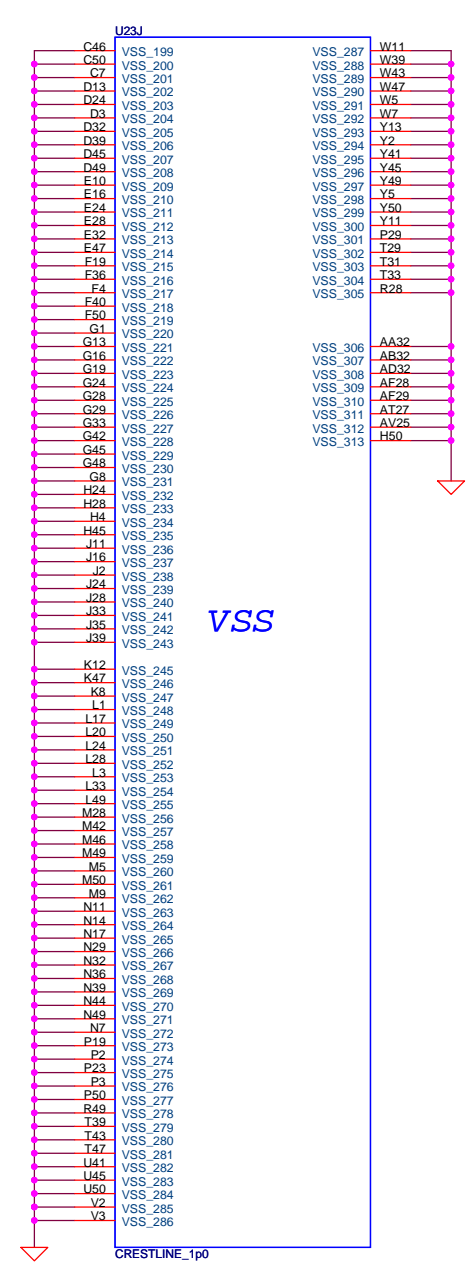 U23J
C46 VSS_199
C50 VSS_200
C7 VSS_201
D13 VSS_202
D24 VSS_203
D3 VSS_204
D32 VSS_205
D39 VSS_206
D45 VSS_207
D49 VSS_208
E10 VSS_209
E16 VSS_210
E24 VSS_211
E28 VSS_212
E32 VSS_213
E47 VSS_214
F19 VSS_215
F36 VSS_216
F4 VSS_217
F40 VSS_218
F50 VSS_219
G1 VSS_220
G13 VSS_221
G16 VSS_222
G19 VSS_223
G24 VSS_224
G28 VSS_225
G29 VSS_226
G33 VSS_227
G42 VSS_228
G45 VSS_229
G48 VSS_230
G8 VSS_231
H24 VSS_232
H28 VSS_233
H4 VSS_234
H45 VSS_235
J11 VSS_236
J16 VSS_237
J2 VSS_238
J24 VSS_239
J28 VSS_240
J33 VSS_241
J35 VSS_242
J39 VSS_243
K12 VSS_245
K47 VSS_246
K8 VSS_247
L1 VSS_248
L17 VSS_249
L20 VSS_250
L24 VSS_251
L28 VSS_252
L3 VSS_253
L33 VSS_254
L49 VSS_255
M28 VSS_256
M42 VSS_257
M46 VSS_258
M49 VSS_259
M5 VSS_260
M50 VSS_261
M9 VSS_262
N11 VSS_263
N14 VSS_264
N17 VSS_265
N29 VSS_266
N32 VSS_267
N36 VSS_268
N39 VSS_269
N44 VSS_270
N49 VSS_271
N7 VSS_272
P19 VSS_273
P2 VSS_274
P23 VSS_275
P3 VSS_276
P50 VSS_277
R49 VSS_278
T39 VSS_279
T43 VSS_280
T47 VSS_281
U41 VSS_282
U45 VSS_283
U50 VSS_284
V2 VSS_285
V3 VSS_286
VSS
VSS_287 W11
VSS_288 W39
VSS_289 W43
VSS_290 W47
VSS_291 W5
VSS_292 W7
VSS_293 Y13
VSS_294 Y2
VSS_295 Y41
VSS_296 Y45
VSS_297 Y49
VSS_298 Y5
VSS_299 Y50
VSS_300 Y11
VSS_301 P29
VSS_302 T29
VSS_303 T31
VSS_304 T33
VSS_305 R28
VSS_306 AA32
VSS_307 AB32
VSS_308 AD32
VSS_309 AF28
VSS_310 AF29
VSS_311 AT27
VSS_312 AV25
VSS_313 H50
CRESTLINE_1p0